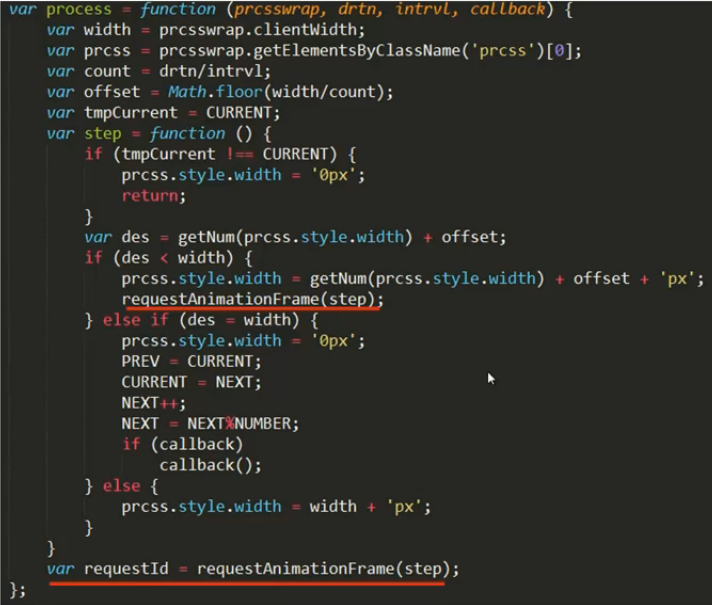 var process = function (prcsswrap, drtn, intrvl, callback) {
    var width = prcsswrap.clientWidth;
    var prcss = prcsswrap.getElementsByClassName('prcss')[0];
    var count = drtn/intrvl;
    var offset = Math.floor(width/count);
    var tmpCurrent = CURRENT;
    var step = function () {
        if (tmpCurrent !== CURRENT) {
            prcss.style.width = '0px';
            return;
        }
        var des = getNum(prcss.style.width) + offset;
        if (des < width) {
            prcss.style.width = getNum(prcss.style.width) + offset + 'px';
            requestAnimationFrame(step);
        } else if (des = width) {
            prcss.style.width = '0px';
            PREV = CURRENT;
            CURRENT = NEXT;
            NEXT++;
            NEXT = NEXT%NUMBER;
            if (callback)
                callback();
        } else {
            prcss.style.width = width + 'px';
        }
    }
    var requestId = requestAnimationFrame(step);
};